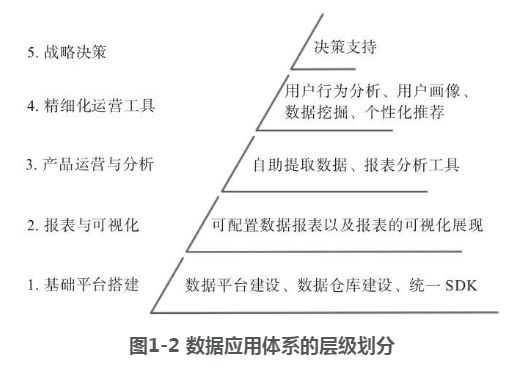 5. 战略决策
决策支持
4. 精细化运营工具
用户行为分析、用户画像、
数据挖掘、个性化推荐
3. 产品运营与分析
自助提取数据、报表分析工具
2. 报表与可视化
可配置数据报表以及报表的可视化展现
1. 基础平台搭建
数据平台建设、数据仓库建设、统一 SDK
图1-2 数据应用体系的层级划分